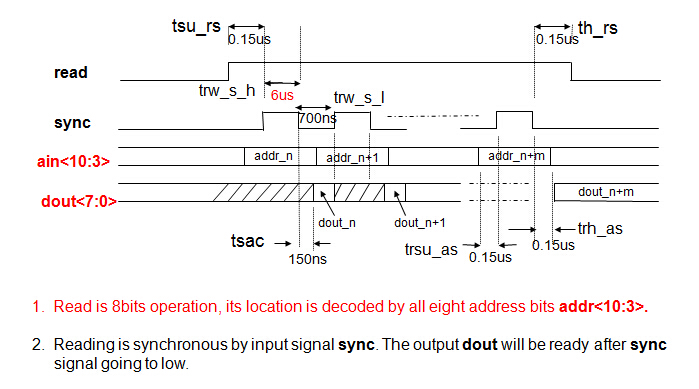 tsu_rs
th_rs
0.15us
0.15us
read
trw_s_h
6us
trw_s_l
sync
700ns
ain<10:3>
addr_n
addr_n+1
addr_n+m
dout<7:0>
dout_n+m
dout_n
dout_n+1
tsac
150ns
trsu_as
0.15us
0.15us
trh_as
1. Read is 8bits operation, its location is decoded by all eight address bits addr<10:3>.
2. Reading is synchronous by input signal sync. The output dout will be ready after sync
signal going to low.